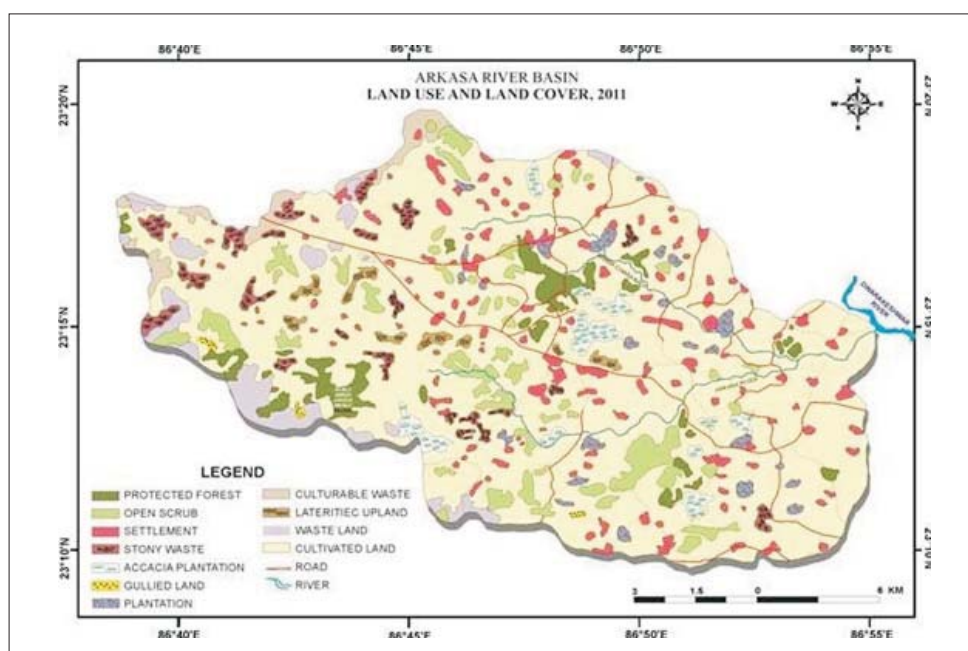 86°40'E 86°45'E 86°50'E 86°55'E
ARKASA RIVER BASIN
LAND USE AND LAND COVER, 2011
N
W E
S
23°20'N
23°20'N
DWARAKESHWAR
RIVER
23°15'N
23°15'N
LEGEND
PROTECTED FOREST
OPEN SCRUB
SETTLEMENT
STONY WASTE
ACCACIA PLANTATION
GULLIED LAND
PLANTATION
CULTURABLE WASTE
LATERITIEC UPLAND
WASTE LAND
CULTIVATED LAND
ROAD
RIVER
23°10'N
23°10'N
3 1.5 0 6 KM
86°40'E 86°45'E 86°50'E 86°55'E